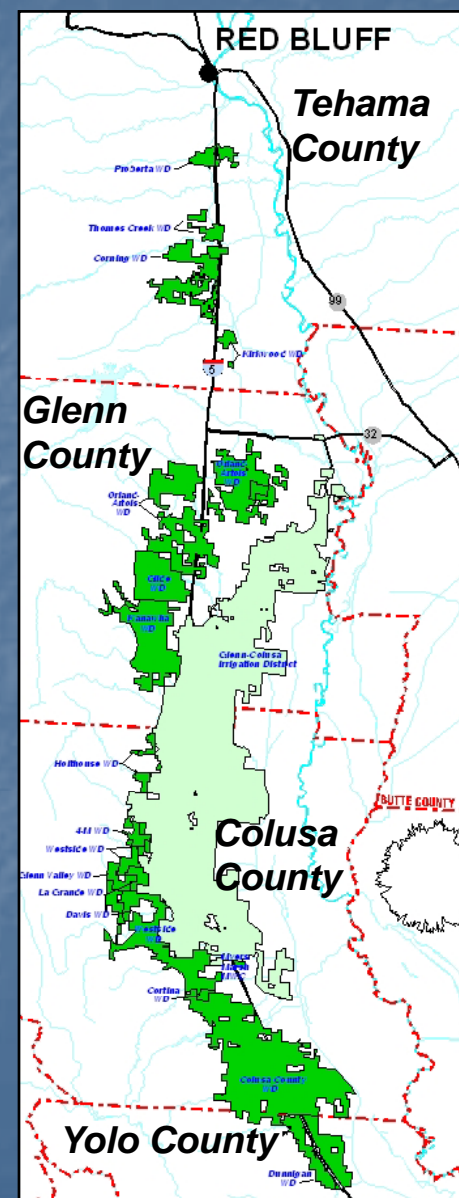 RED BLUFF
Tehama
County
Proberta WD
Thomes Creek WD
Corning WD
99
Kirkwood WD
5
Glenn
County
32
Orland-
Artois
WD
Orland-
Artois
WD
Glide
WD
Kanawha
WD
Glenn-Colusa
Irrigation District
Holthouse WD
BUTTE COUNTY
4-M WD
Westside WD
Glenn Valley WD
La Grande WD
Davis WD
Colusa
County
Westside
WD
Myers
Marsh
MWC
Cortina
WD
Colusa County
WD
Yolo County
Dunnigan
WD